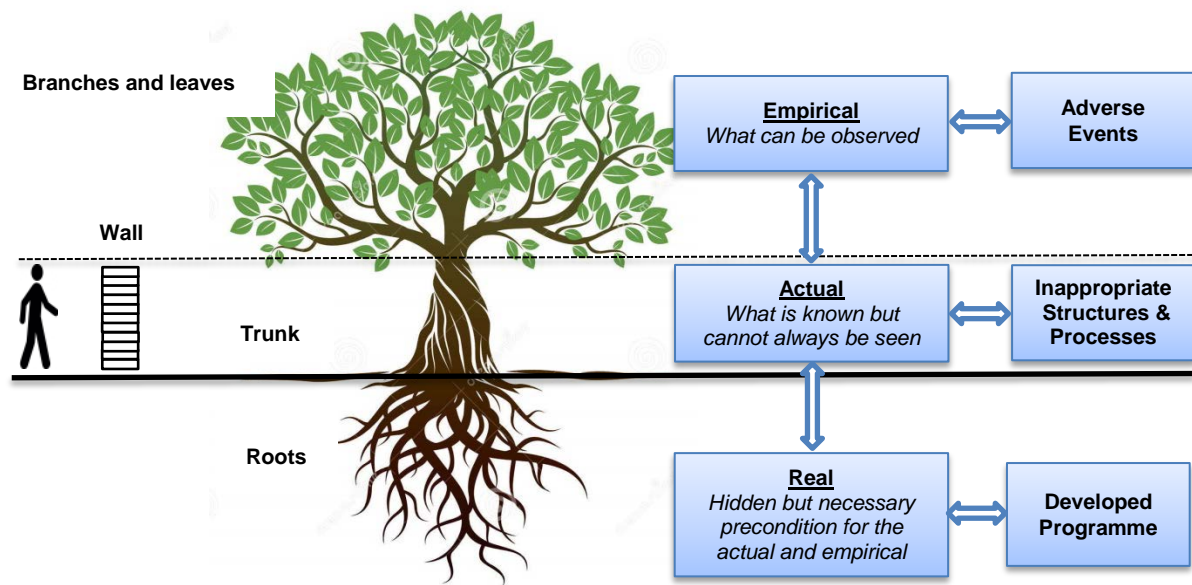 Branches and leaves
Empirical
What can be observed
Adverse
Events
Wall
Actual
What is known but
cannot always be seen
Inappropriate
Structures &
Processes
Trunk
Roots
Real
Hidden but necessary
precondition for the
actual and empirical
Developed
Programme